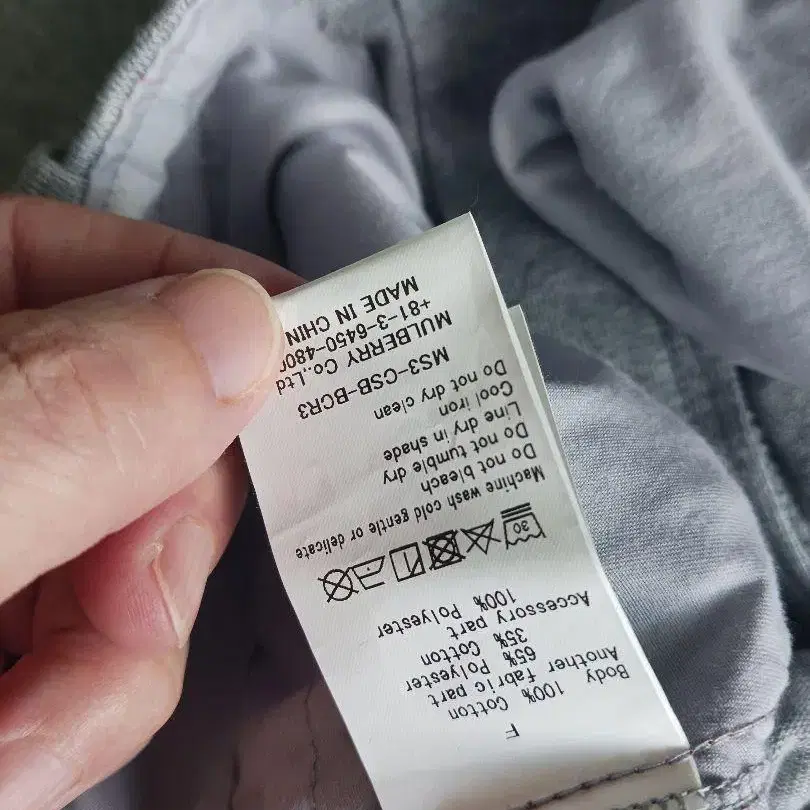 F
Body 100% Cotton
Another fabric part
65% Polyester
35% Cotton
Accessory part
100% Polyester
30
Machine wash cold gentle or delicate
Do not bleach
Do not tumble dry
Line dry in shade
Cool iron
Do not dry clean
MS3-CSB-BCR3
MULBERRY Co.,Ltd
+81-3-6450-480
MADE IN CHIN